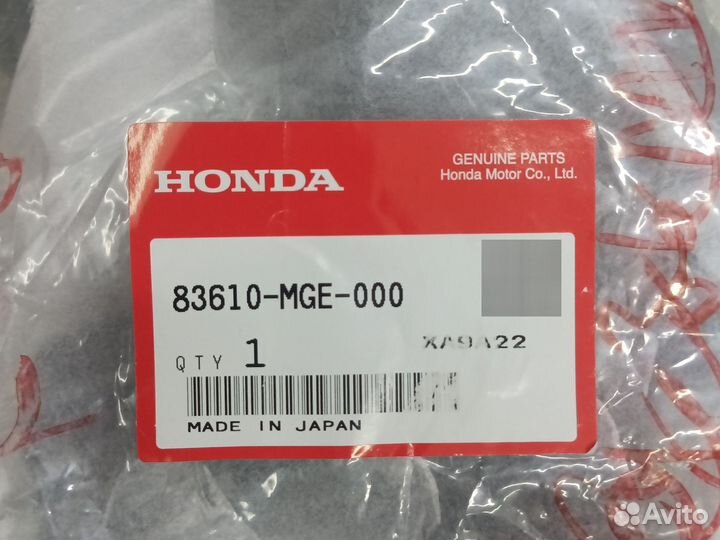 HONDA
GENUINE PARTS
Honda Motor Co., Ltd.
83610-MGE-000
XA9A22
QTY 1
MADE IN JAPAN
Avito